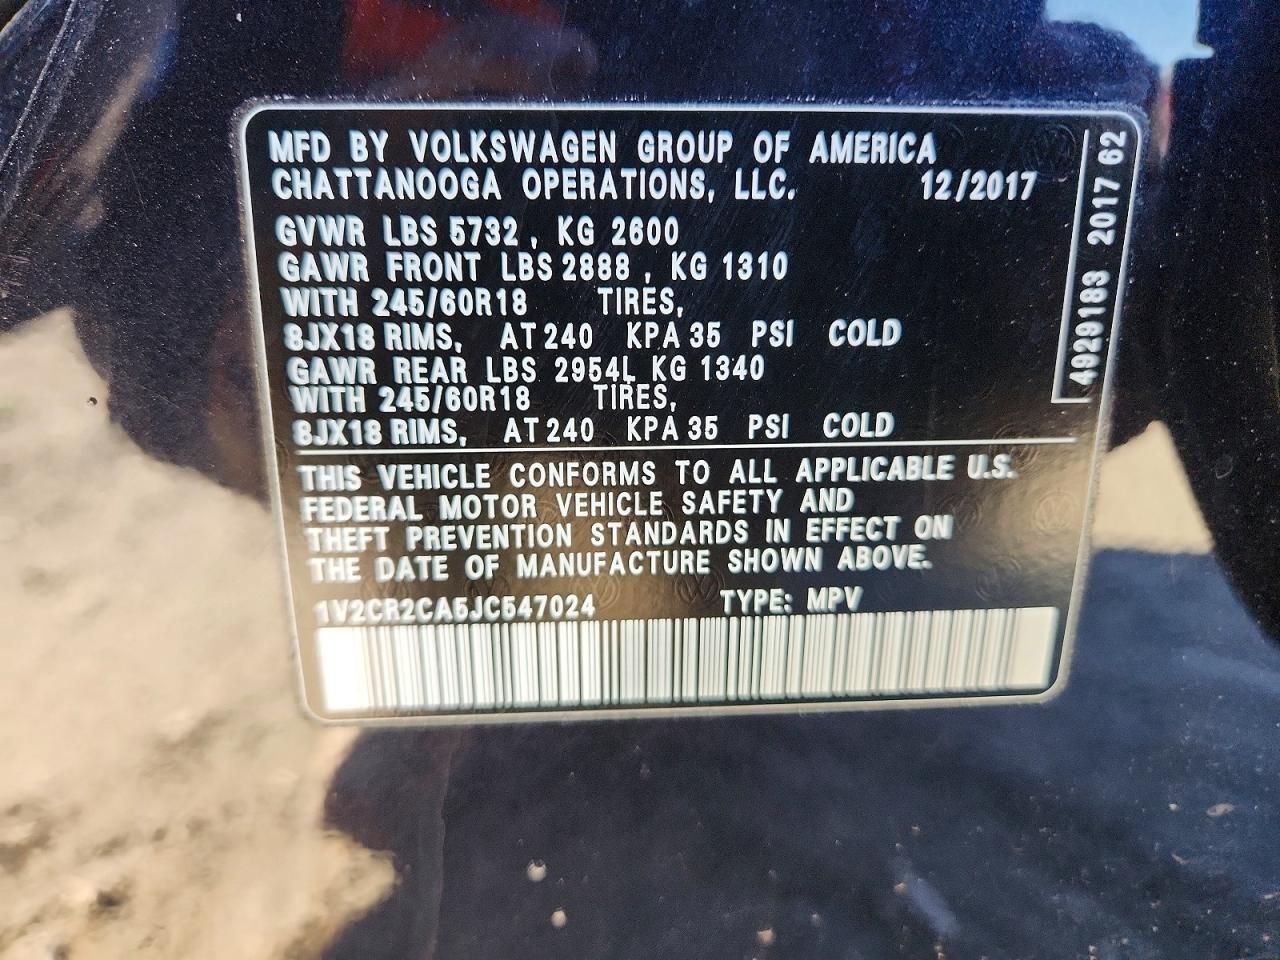 MFD BY VOLKSWAGEN GROUP OF AMERICA
CHATTANOOGA OPERATIONS, LLC. 12/2017
GVWR LBS 5732, KG 2600
GAWR FRONT LBS 2888, KG 1310
WITH 245/60R18 TIRES,
8JX18 RIMS, AT 240 KPA 35 PSI COLD
GAWR REAR LBS 2954L KG 1340
WITH 245/60R18 TIRES,
8JX18 RIMS, AT 240 KPA 35 PSI COLD
THIS VEHICLE CONFORMS TO ALL APPLICABLE U.S.
FEDERAL MOTOR VEHICLE SAFETY AND
THEFT PREVENTION STANDARDS IN EFFECT ON
THE DATE OF MANUFACTURE SHOWN ABOVE.
1V2CR2CA5JC547024 TYPE: MPV
4929183 2017 62